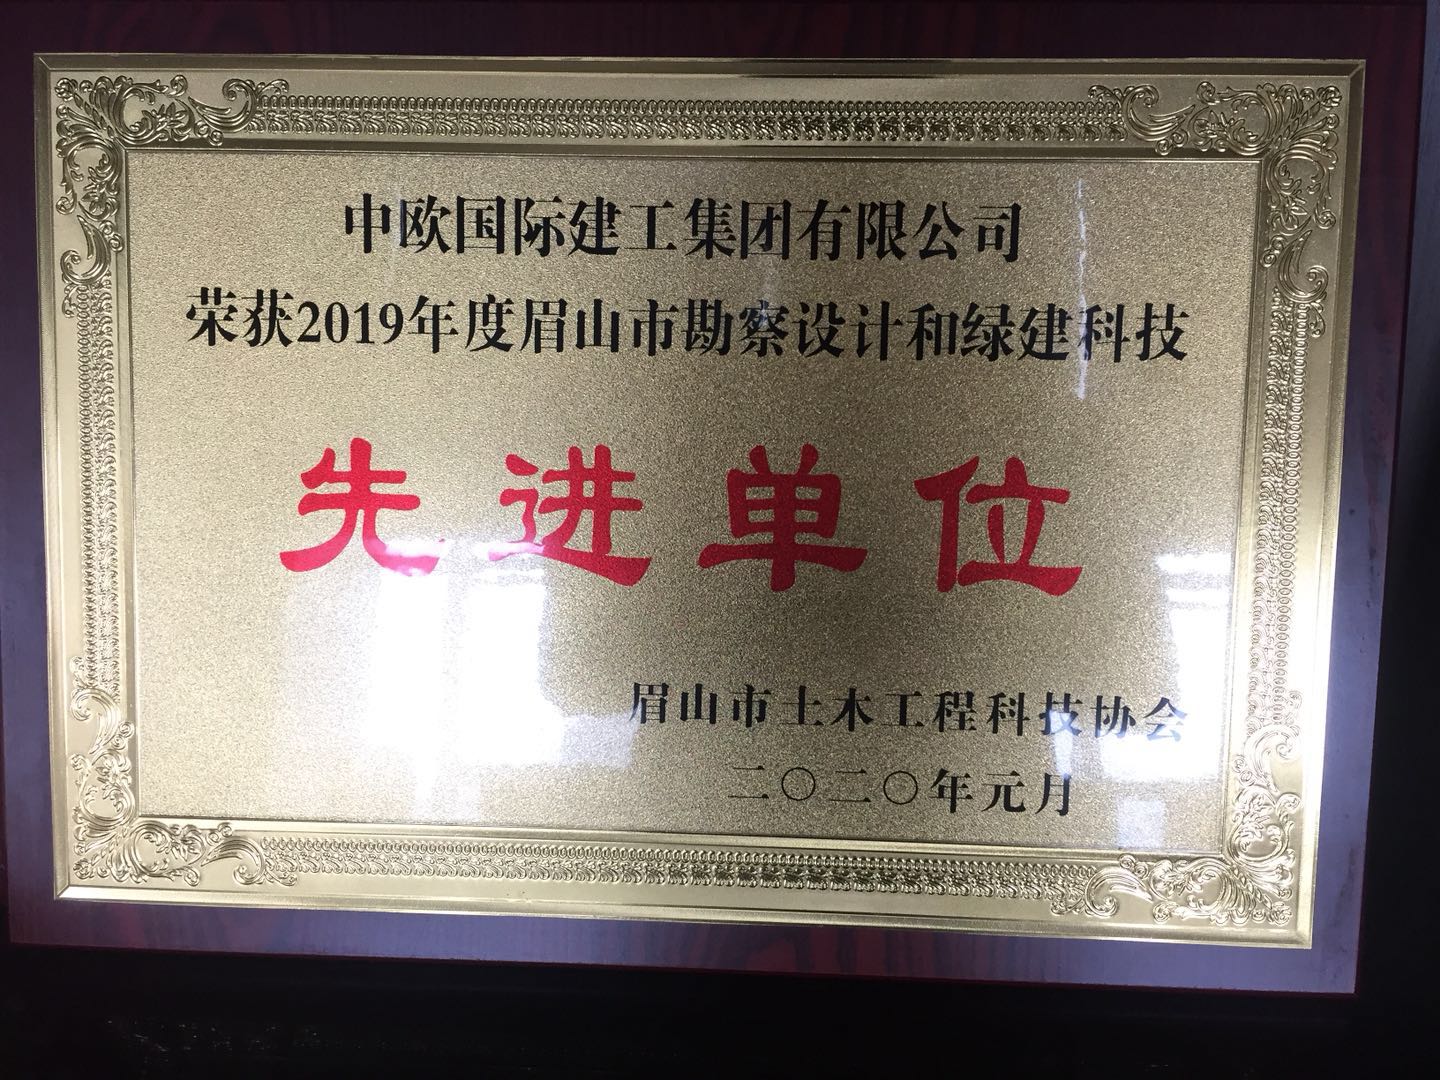 中欧国际建工集团有限公司
荣获2019年度眉山市勘察设计和绿建科技
先进单位
眉山市土木工程科技协会
二〇二〇年元月